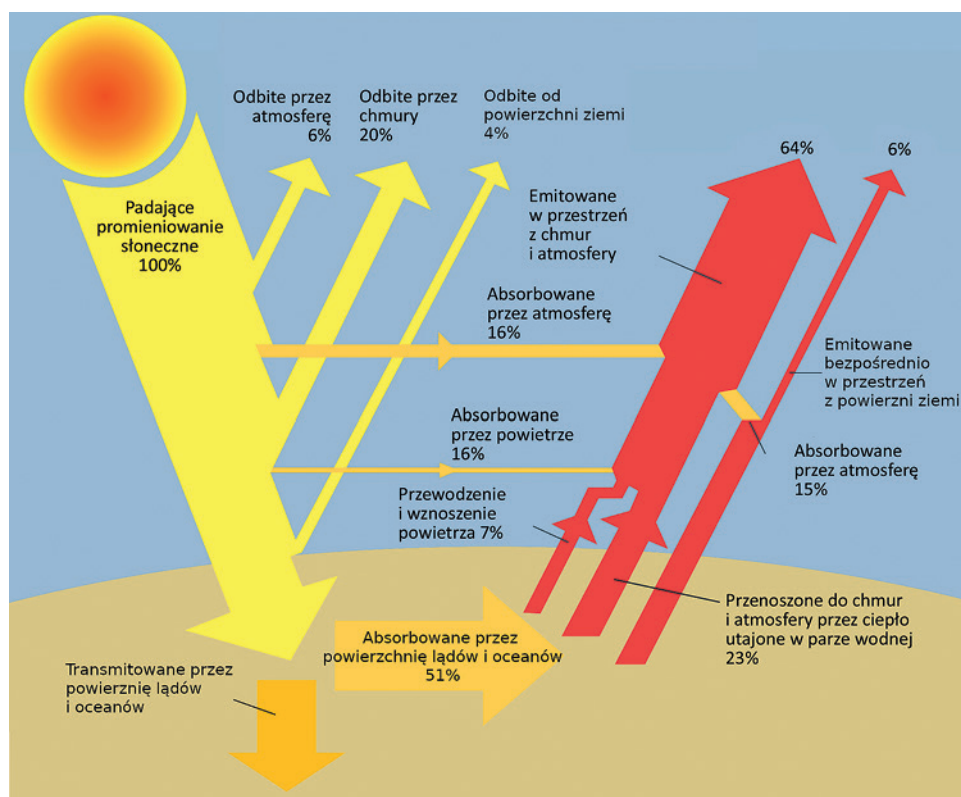 Odbite przez
atmosferę
6%
Odbite przez
chmury
20%
Odbite od
powierzchni ziemi
4%
64%
6%
Padające
promieniowanie
słoneczne
100%
Emitowane
w przestrzeń
z chmur
i atmosfery
Absorbowane
przez atmosferę
16%
Emitowane
bezpośrednio
w przestrzeń
z powierzni ziemi
Absorbowane
przez powietrze
16%
Absorbowane
przez atmosferę
15%
Przewodzenie
i wznoszenie
powietrza 7%
Przenoszone do chmur
i atmosfery przez ciepło
utajone w parze wodnej
23%
Absorbowane przez
powierzchnię lądów i oceanów
51%
Transmitowane przez
powierznię lądów
i oceanów